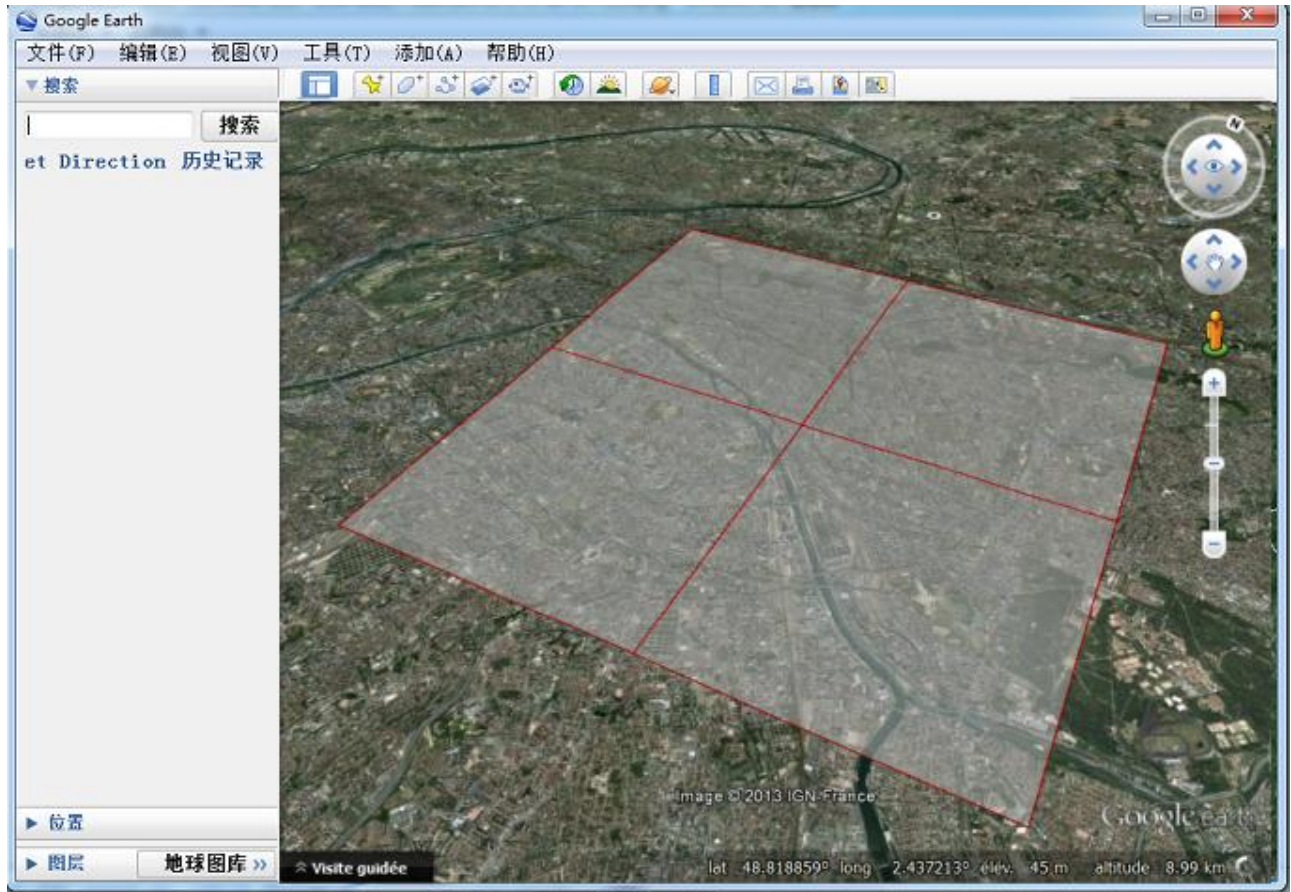 Google Earth
文件(F) 编辑(E) 视图(V) 工具(T) 添加(A) 帮助(H)
▼搜索
搜索
et Direction 历史记录
N
Image © 2013 IGN-France
Google earth
▶ 位置
▶ 图层 地球图库 »
Visite guidée
lat 48.818859° long 2.437213° élév. 45 m altitude 8.99 km